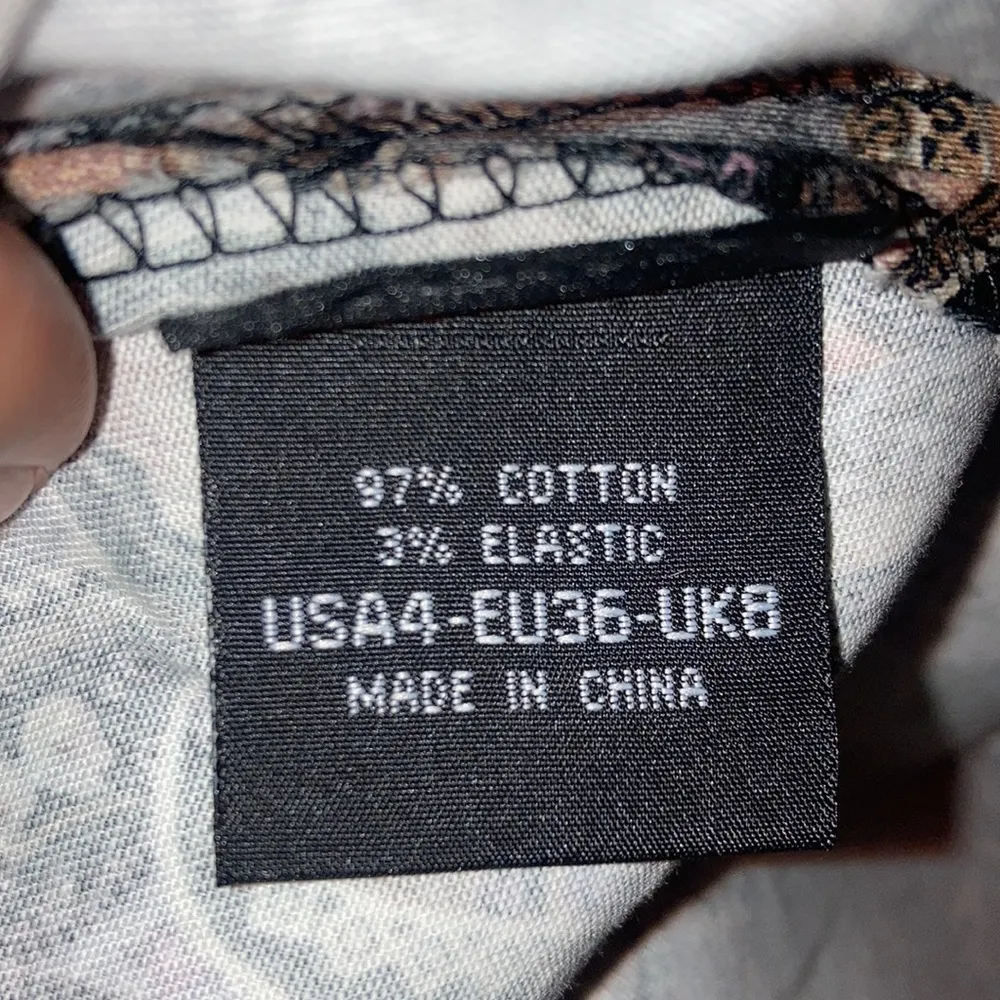 97% COTTON
3% ELASTIC
USA4-EU36-UK8
MADE IN CHINA